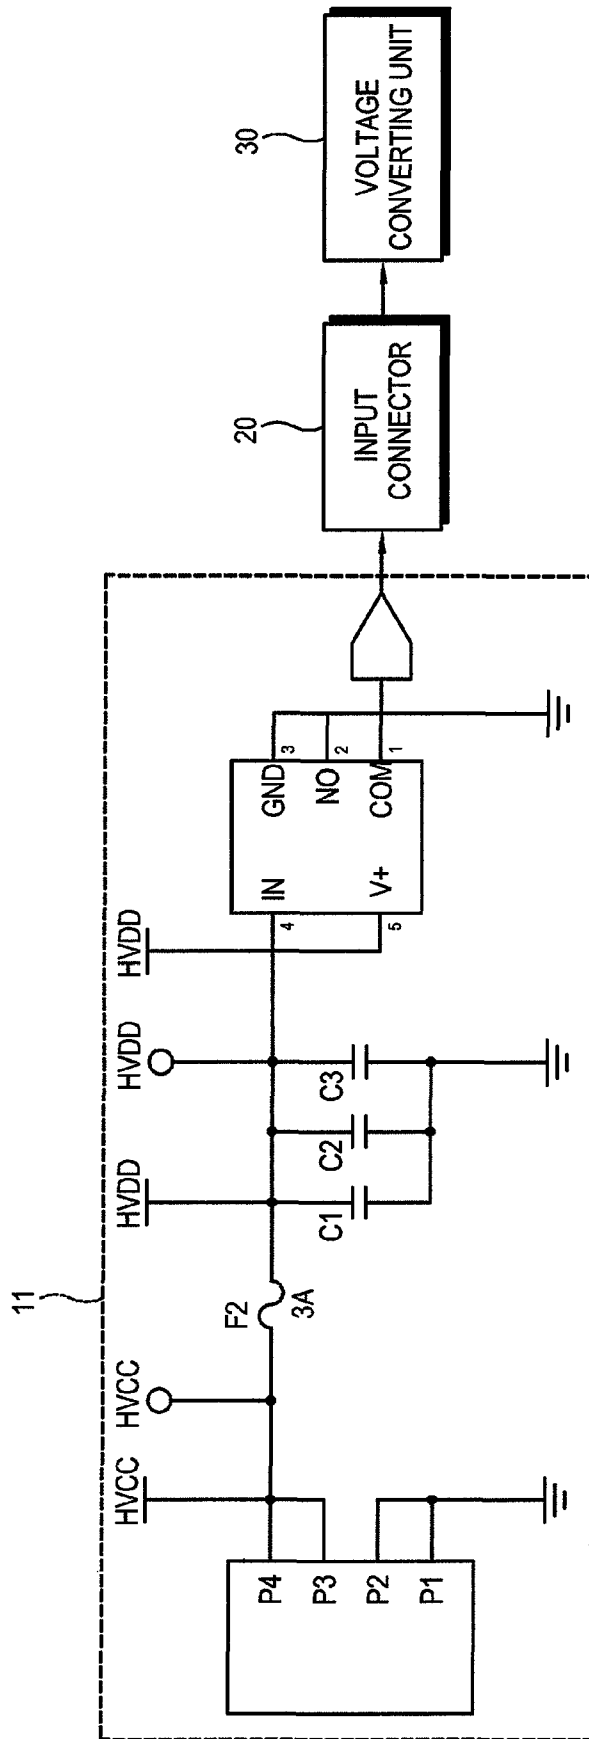 11
HVCC
HVCC
HVDD
HVDD
HVDD
P4
P3
P2
P1
F2
3A
C1
C2
C3
4
5
IN
V+
GND
NO
COM
3
2
1
20
INPUT
CONNECTOR
30
VOLTAGE
CONVERTING UNIT